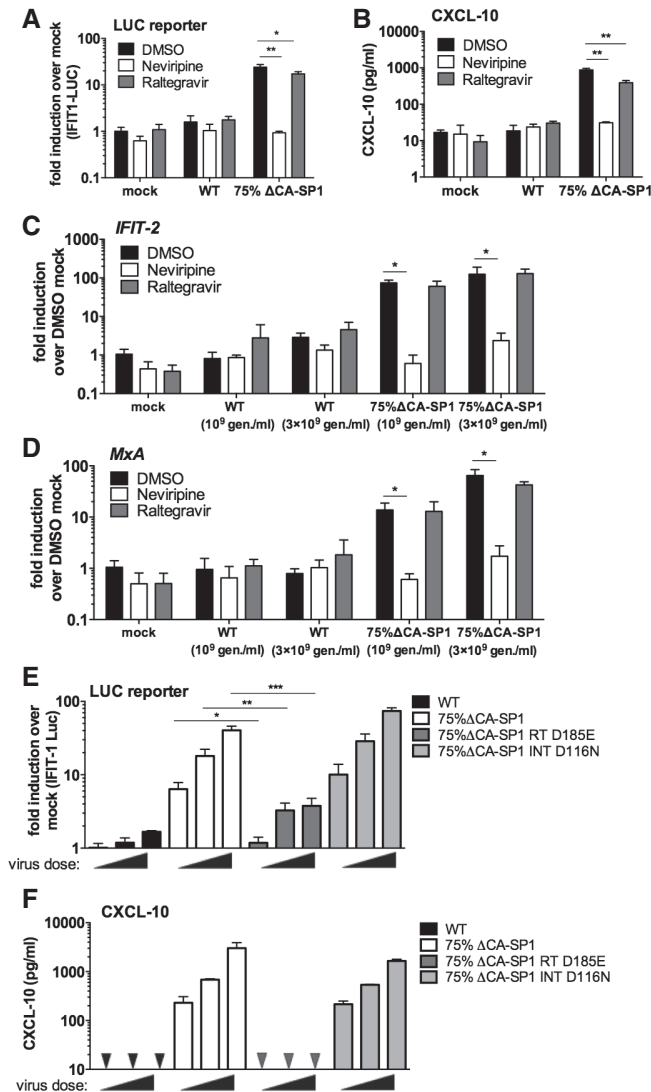 A
LUC reporter
fold induction over mock
(IFIT1-LUC)
100
10
1
0.1
DMSO
Neviripine
Raltegravir
*
**
mock
WT
75% ΔCA-SP1
B
CXCL-10
CXCL-10 (pg/ml)
10000
1000
100
10
1
DMSO
Neviripine
Raltegravir
**
**
mock
WT
75% ΔCA-SP1
C
IFIT-2
fold induction
over DMSO mock
1000
100
10
1
0.1
DMSO
Neviripine
Raltegravir
*
*
mock
WT
(10⁹ gen./ml)
WT
(3×10⁹ gen./ml)
75%ΔCA-SP1
(10⁹ gen./ml)
75%ΔCA-SP1
(3×10⁹ gen./ml)
D
MxA
fold induction
over DMSO mock
100
10
1
0.1
DMSO
Neviripine
Raltegravir
*
*
mock
WT
(10⁹ gen./ml)
WT
(3×10⁹ gen./ml)
75%ΔCA-SP1
(10⁹ gen./ml)
75%ΔCA-SP1
(3×10⁹ gen./ml)
E
LUC reporter
fold induction over
mock (IFIT-1 Luc)
100
10
1
***
**
*
WT
75%ΔCA-SP1
75%ΔCA-SP1 RT D185E
75%ΔCA-SP1 INT D116N
virus dose:
F
CXCL-10
CXCL-10 (pg/ml)
10000
1000
100
10
WT
75% ΔCA-SP1
75% ΔCA-SP1 RT D185E
75% ΔCA-SP1 INT D116N
virus dose: